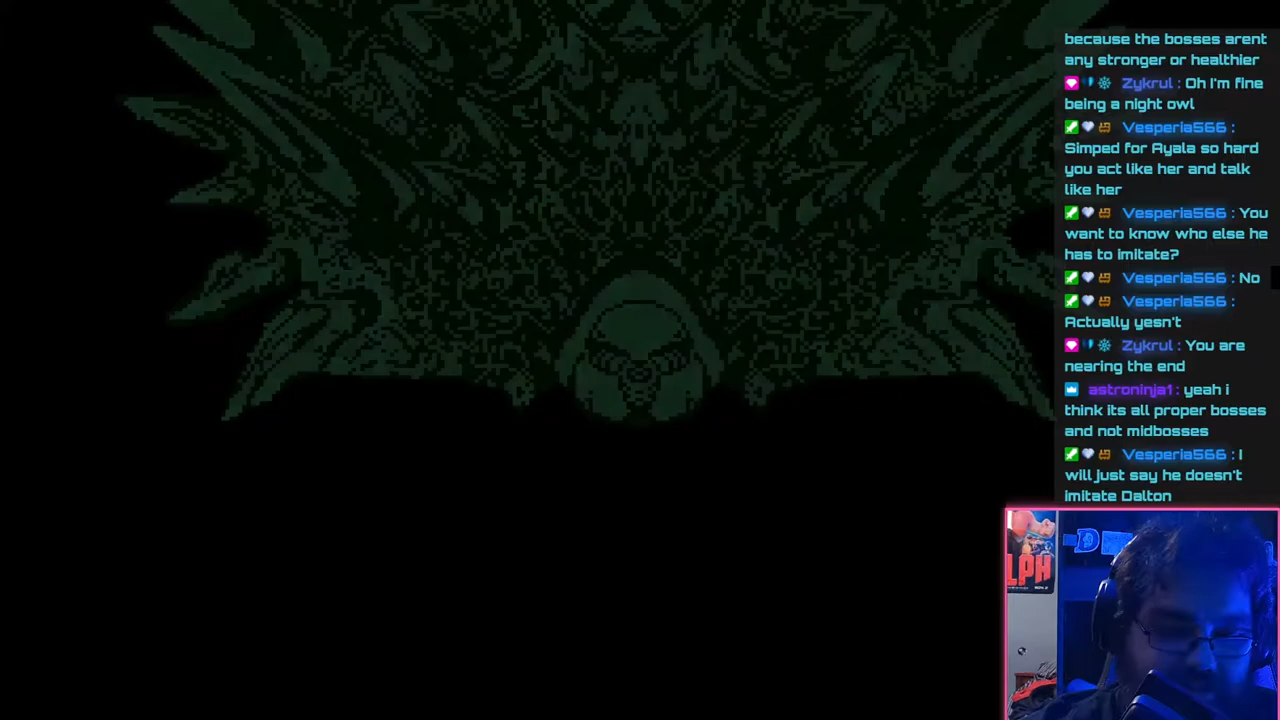 because the bosses arent
any stronger or healthier
Zykrul : Oh I'm fine
being a night owl
Vesperia566 :
Simped for Ayala so hard
you act like her and talk
like her
Vesperia566 : You
want to know who else he
has to imitate?
Vesperia566 : No
Vesperia566 :
Actually yesn't
Zykrul : You are
nearing the end
astroninja1 : yeah i
think its all proper bosses
and not midbosses
Vesperia566 : I
will just say he doesn't
imitate Dalton
D
LPH